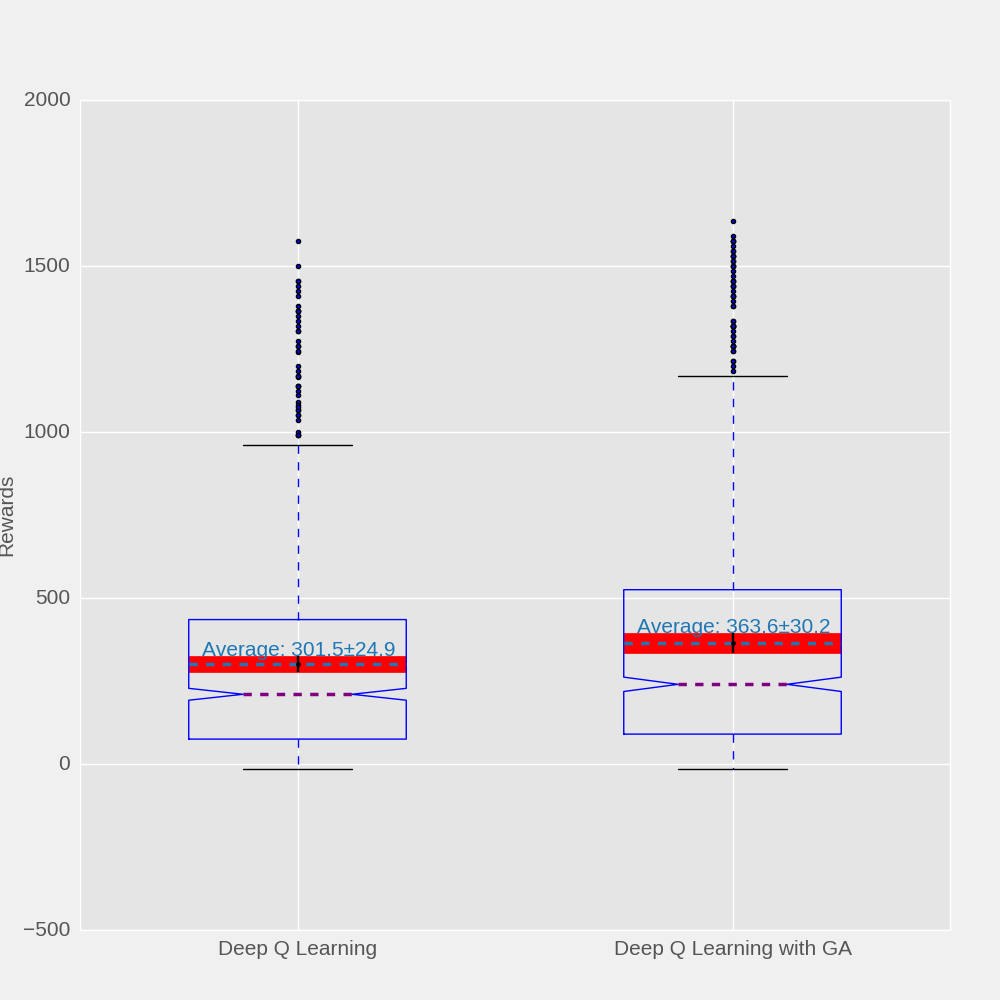 2000
1500
1000
500
0
−500
Rewards
Average: 301.5±24.9
Average: 363.6±30.2
Deep Q Learning
Deep Q Learning with GA